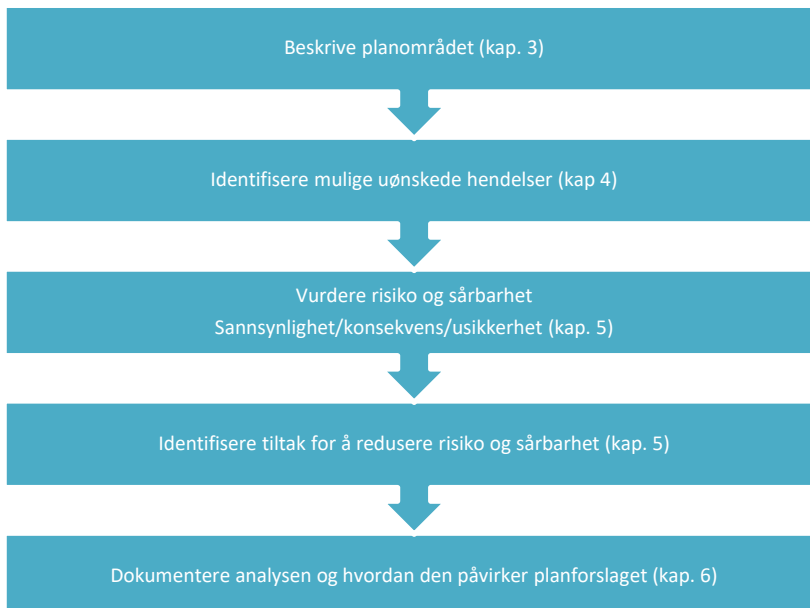 Beskrive planområdet (kap. 3)
Identifisere mulige uønskede hendelser (kap 4)
Vurdere risiko og sårbarhet
Sannsynlighet/konsekvens/usikkerhet (kap. 5)
Identifisere tiltak for å redusere risiko og sårbarhet (kap. 5)
Dokumentere analysen og hvordan den påvirker planforslaget (kap. 6)